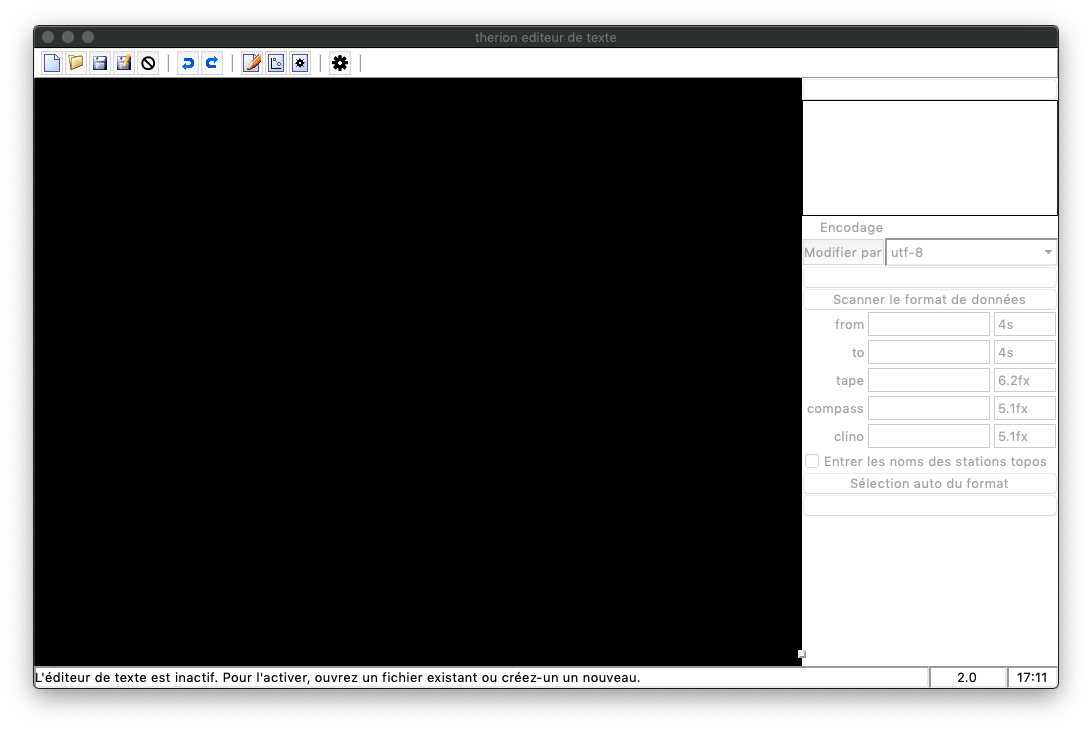 therion editeur de texte
Encodage
Modifier par utf-8
Scanner le format de données
from 4s
to 4s
tape 6.2fx
compass 5.1fx
clino 5.1fx
Entrer les noms des stations topos
Sélection auto du format
L'éditeur de texte est inactif. Pour l'activer, ouvrez un fichier existant ou créez-un un nouveau. 2.0 17:11